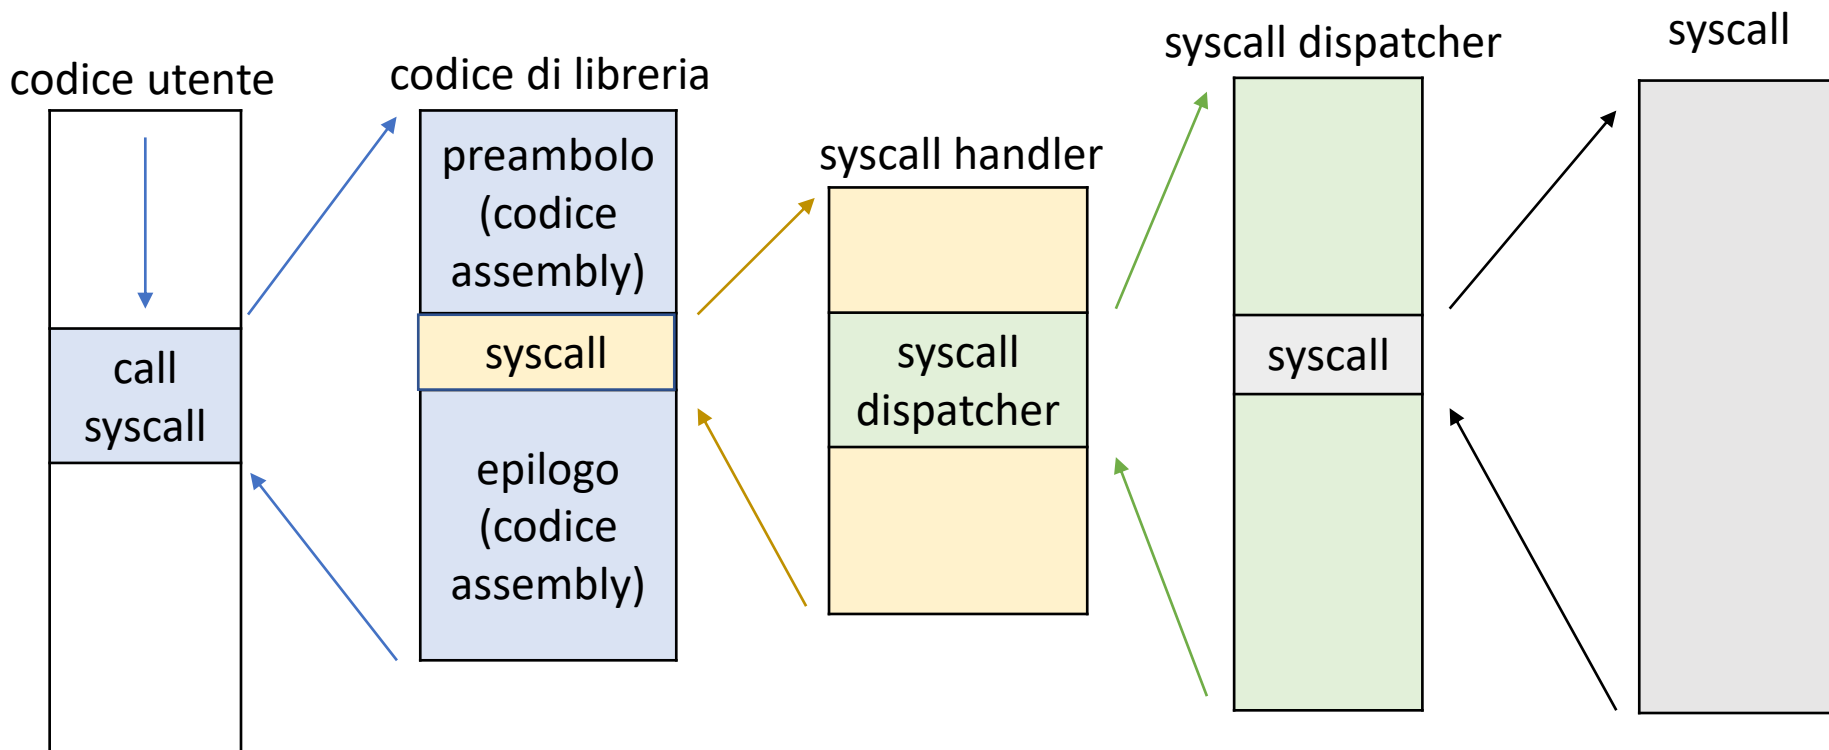 codice utente
call
syscall
codice di libreria
preambolo
(codice
assembly)
syscall
epilogo
(codice
assembly)
syscall handler
syscall
dispatcher
syscall dispatcher
syscall
syscall